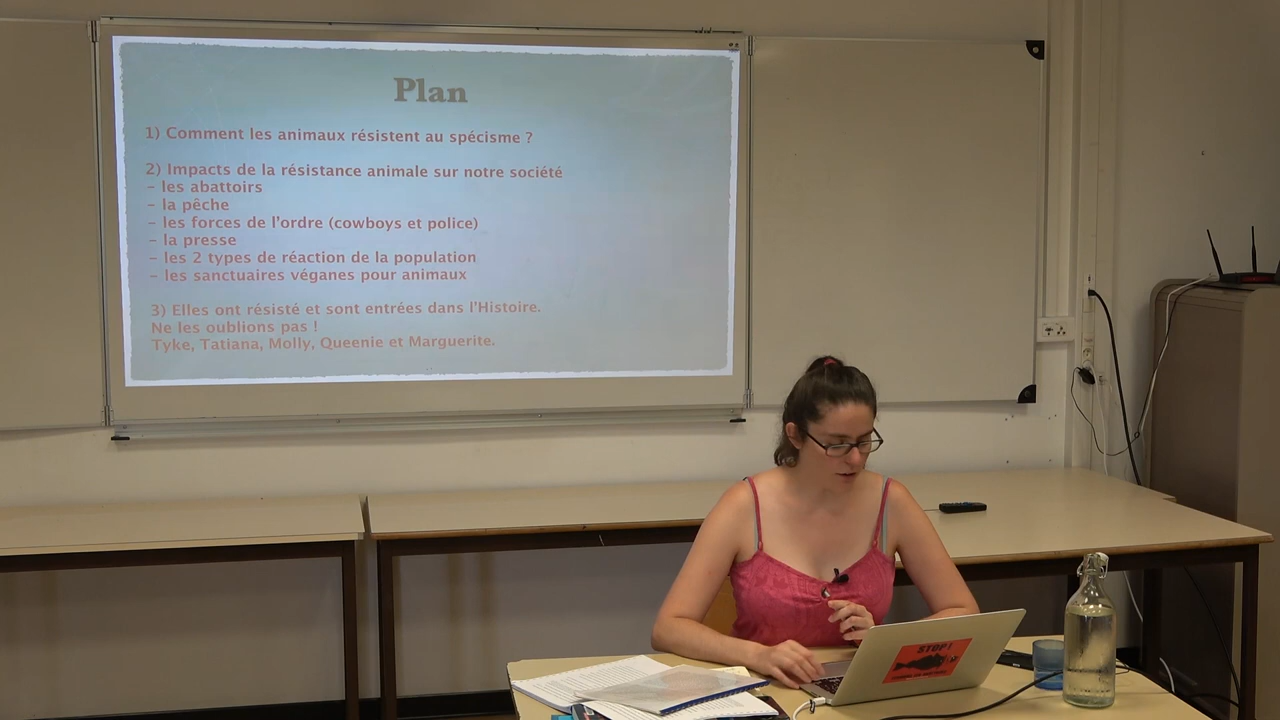 Plan
1) Comment les animaux résistent au spécisme ?
2) Impacts de la résistance animale sur notre société
- les abattoirs
- la pêche
- les forces de l'ordre (cowboys et police)
- la presse
- les 2 types de réaction de la population
- les sanctuaires véganes pour animaux
3) Elles ont résisté et sont entrées dans l'Histoire.
Ne les oublions pas !
Tyke, Tatiana, Molly, Queenie et Marguerite.
STOP!